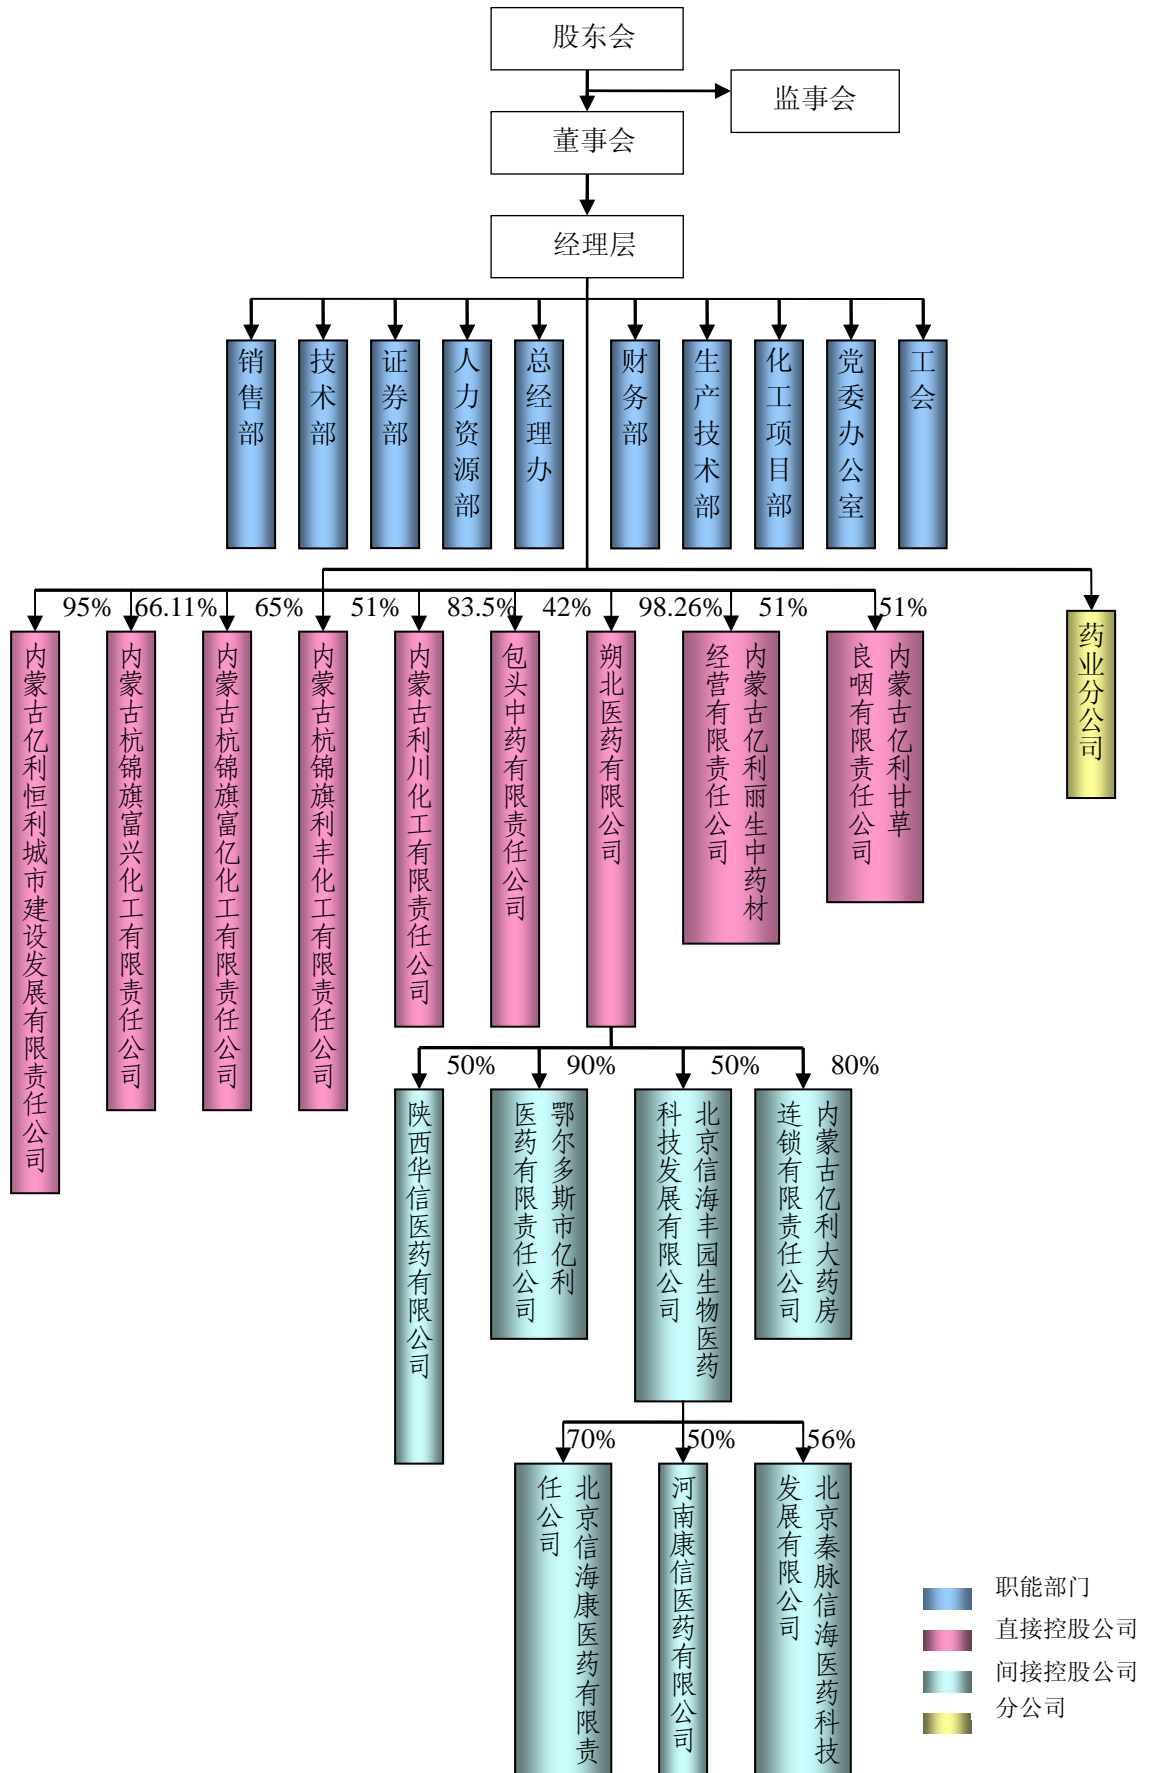 股东会
监事会
董事会
经理层
销售部
技术部
证券部
人力资源部
总经理办
财务部
生产技术部
化工项目部
党委办公室
工会
95%
66.11%
65%
51%
83.5%
42%
98.26%
51%
51%
内蒙古亿利恒利城市建设发展有限责任公司
内蒙古杭锦旗富兴化工有限责任公司
内蒙古杭锦旗富亿化工有限责任公司
内蒙古杭锦旗利丰化工有限责任公司
内蒙古利川化工有限责任公司
包头中药有限责任公司
朔北医药有限公司
内蒙古亿利丽生中药材
经营有限责任公司
内蒙古亿利甘草
良咽有限责任公司
药业分公司
50%
90%
50%
80%
陕西华信医药有限公司
鄂尔多斯市亿利
医药有限责任公司
北京信海丰园生物医药
科技发展有限公司
内蒙古亿利大药房
连锁有限责任公司
70%
50%
56%
北京信海康医药有限责
任公司
河南康信医药有限公司
北京秦脉信海医药科技
发展有限公司
职能部门
直接控股公司
间接控股公司
分公司